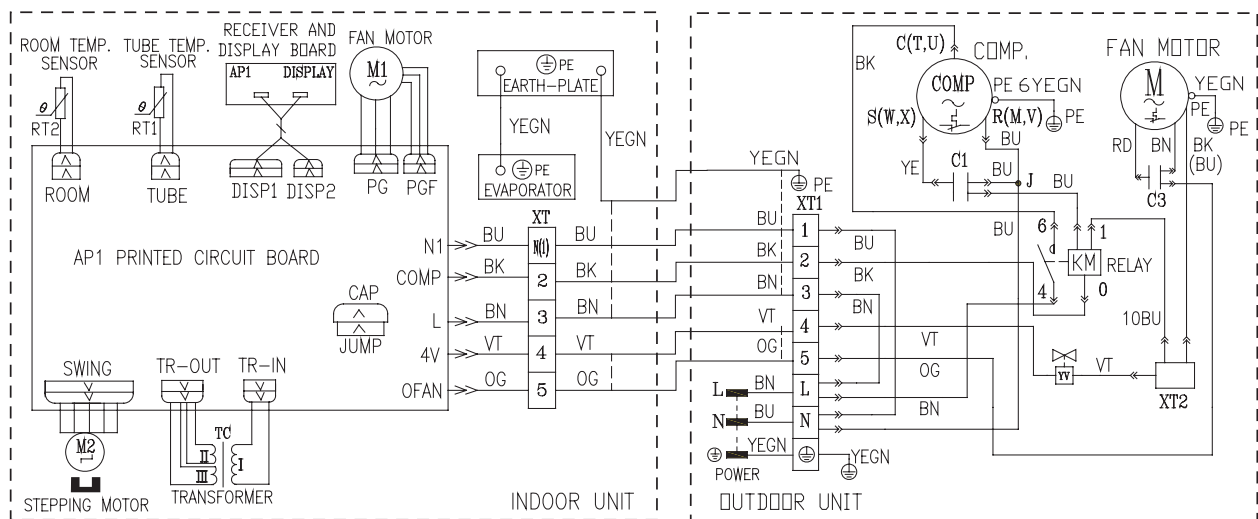 ROOM TEMP.
SENSOR
TUBE TEMP.
SENSOR
RECEIVER AND
DISPLAY BOARD
FAN MOTOR
AP1
DISPLAY
M1
~
PE
EARTH-PLATE
θ
RT2
θ
RT1
YEGN
YEGN
ROOM
TUBE
DISP1
DISP2
PG
PGF
PE
EVAPORATOR
AP1 PRINTED CIRCUIT BOARD
CAP
JUMP
XT
N1
BU
N(1)
BU
COMP
BK
2
BK
L
BN
3
BN
4V
VT
4
VT
OFAN
OG
5
OG
SWING
TR-OUT
TR-IN
M2
TC
II
III
I
STEPPING MOTOR
TRANSFORMER
INDOOR UNIT
C(T,U)
COMP.
FAN MOTOR
BK
COMP
~
PE 6YEGN
M
~
YEGN
PE
PE
S(W,X)
R(M,V)
PE
BU
RD
BN
BK
(BU)
YE
C1
BU
J
BU
C3
YEGN
PE
XT1
BU
1
BU
BK
2
BK
BN
3
BN
VT
4
VT
OG
5
OG
L
BN
L
BN
N
BU
N
YEGN
YEGN
POWER
BU
6
1
KM
RELAY
4
0
10BU
YV
VT
XT2
OUTDOOR UNIT